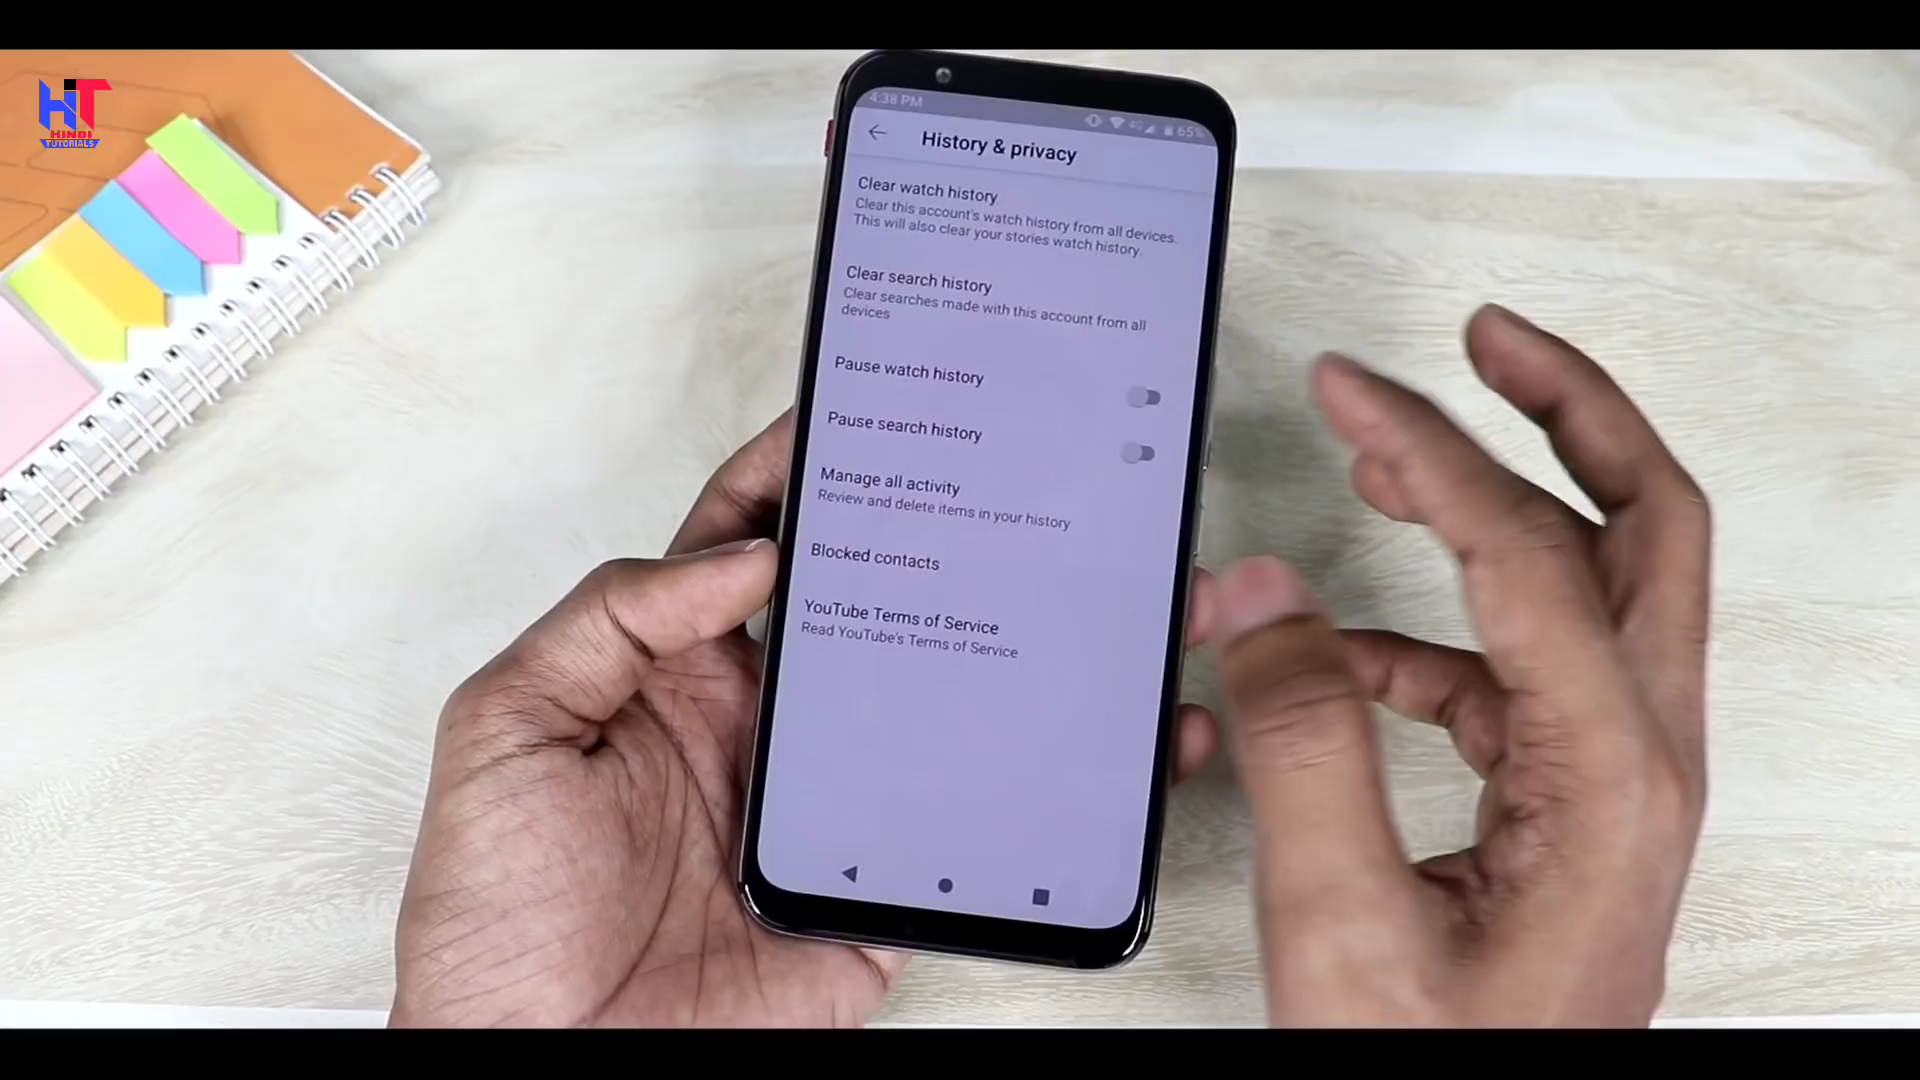 HT
HINDI
TUTORIALS
4:38 PM
4G
65%
History & privacy
Clear watch history
Clear this account's watch history from all devices.
This will also clear your stories watch history.
Clear search history
Clear searches made with this account from all
devices
Pause watch history
Pause search history
Manage all activity
Review and delete items in your history
Blocked contacts
YouTube Terms of Service
Read YouTube's Terms of Service